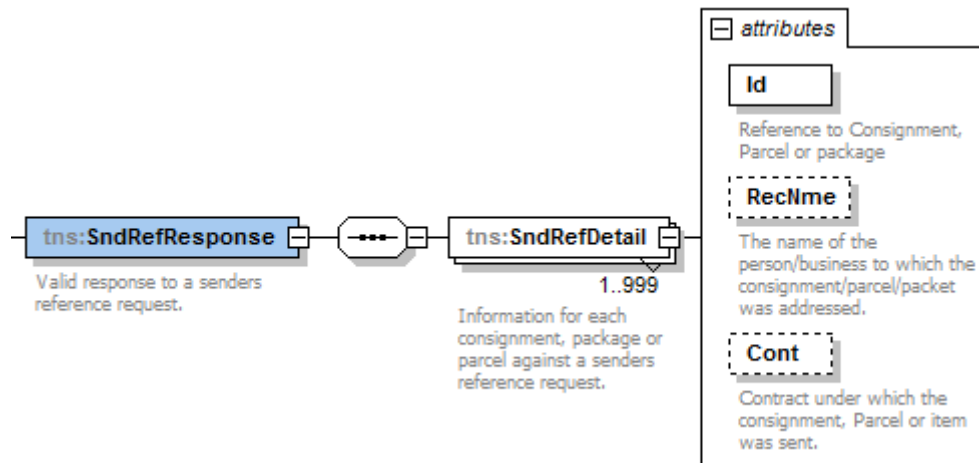 attributes
Id
Reference to Consignment,
Parcel or package
RecNme
The name of the
person/business to which the
consignment/parcel/packet
was addressed.
Cont
Contract under which the
consignment, Parcel or item
was sent.
tns:SndRefResponse
Valid response to a senders
reference request.
tns:SndRefDetail
1..999
Information for each
consignment, package or
parcel against a senders
reference request.